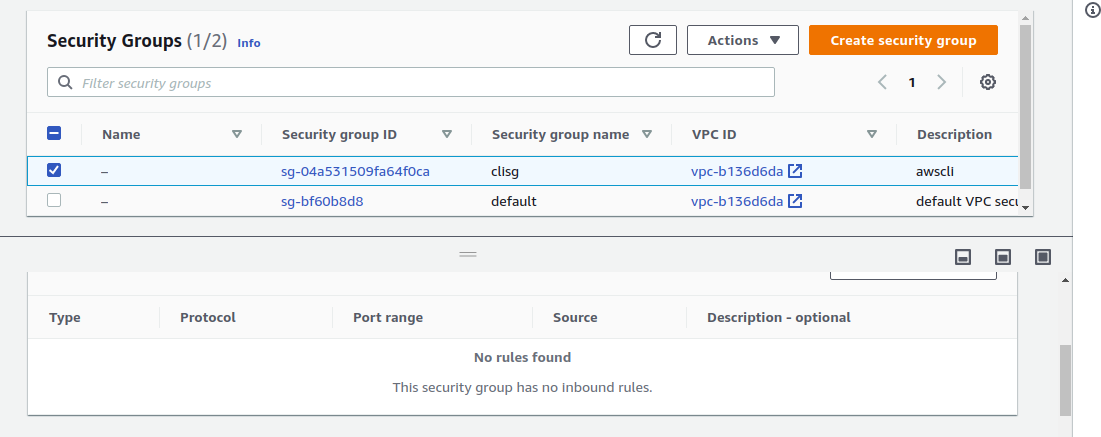 Security Groups (1/2) Info
Actions
Create security group
Filter security groups
1
Name Security group ID Security group name VPC ID Description
– sg-04a531509fa64f0ca clisg vpc-b136d6da awscli
– sg-bf60b8d8 default vpc-b136d6da default VPC secu
Type Protocol Port range Source Description - optional
No rules found
This security group has no inbound rules.